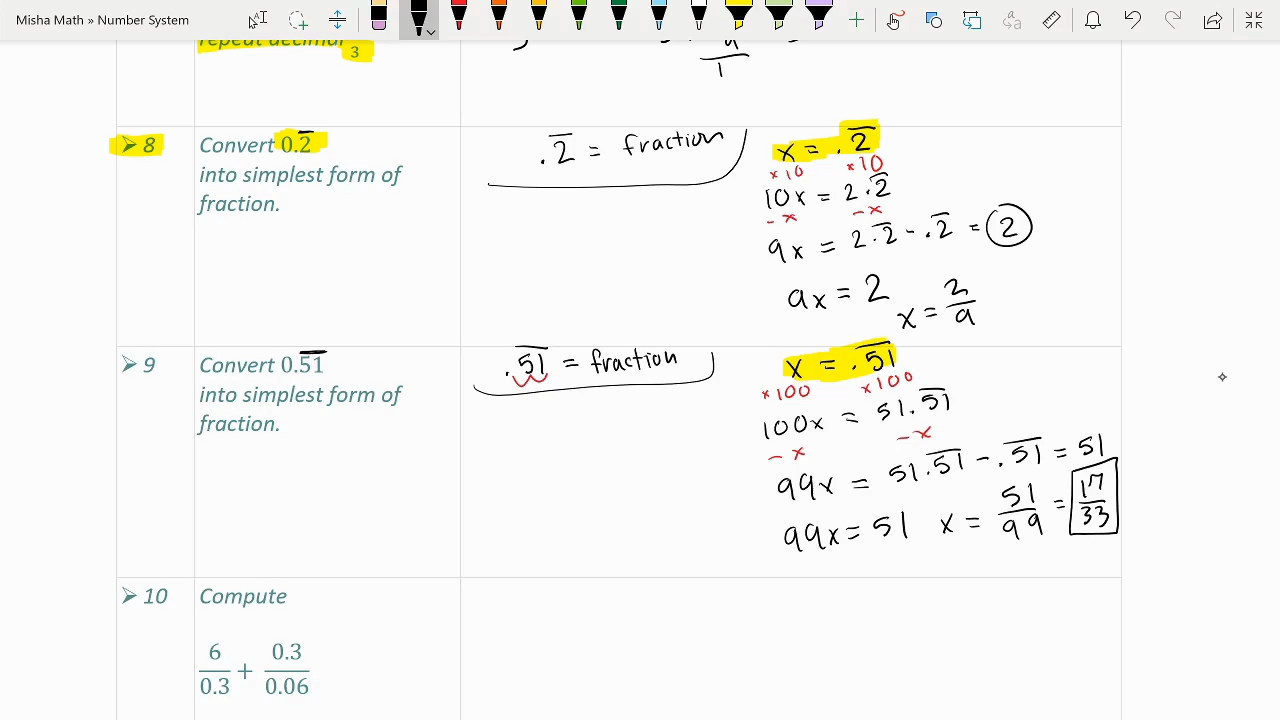 Misha Math » Number System
repeat decimal
3
➢ 8
Convert 0.2̅
into simplest form of
fraction.
.2̅ = fraction
x = .2̅
×10 ×10
10x = 2.2̅
- x - x
9x = 2.2̅ - .2̅ = 2
9x = 2
x = 2/9
➢ 9
Convert 0.5̅1̅
into simplest form of
fraction.
.5̅1̅ = fraction
x = .5̅1̅
×100 ×100
100x = 51.5̅1̅
- x - x
99x = 51.5̅1̅ - .5̅1̅ = 51
99x = 51 x = 51/99 = 17/33
➢ 10
Compute
6/0.3 + 0.3/0.06